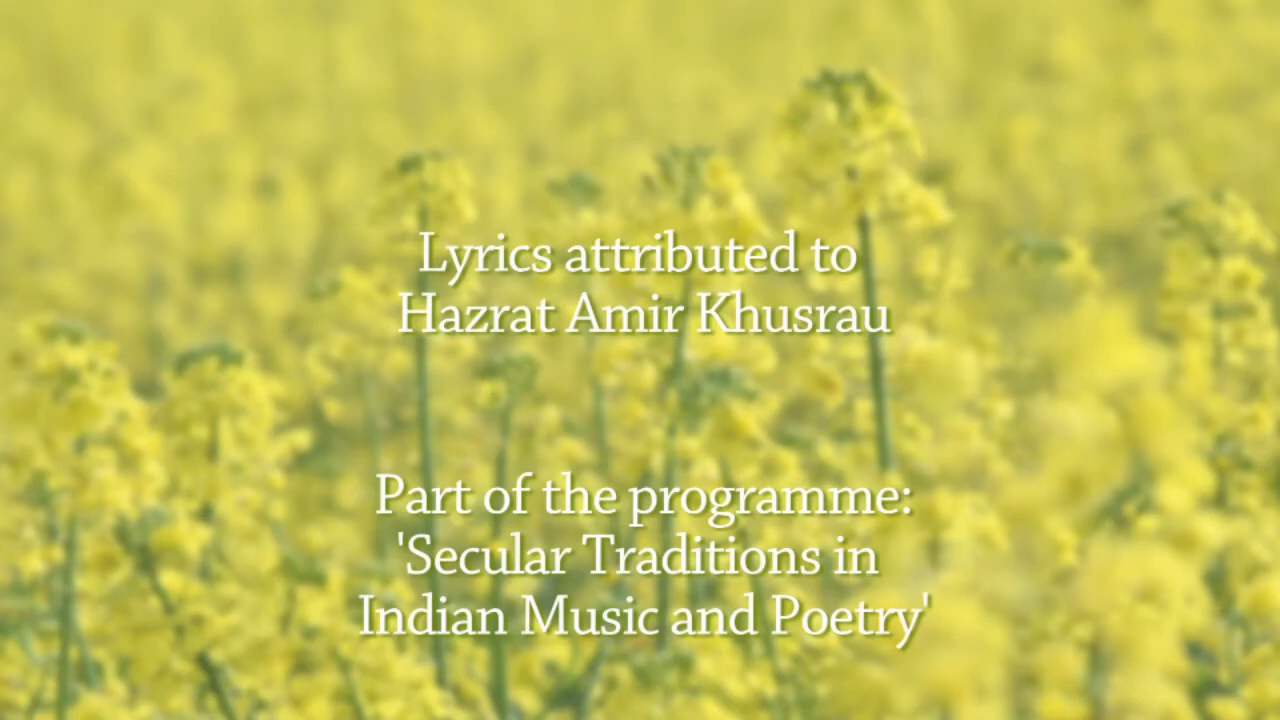 Lyrics attributed to
Hazrat Amir Khusrau
Part of the programme:
'Secular Traditions in
Indian Music and Poetry'